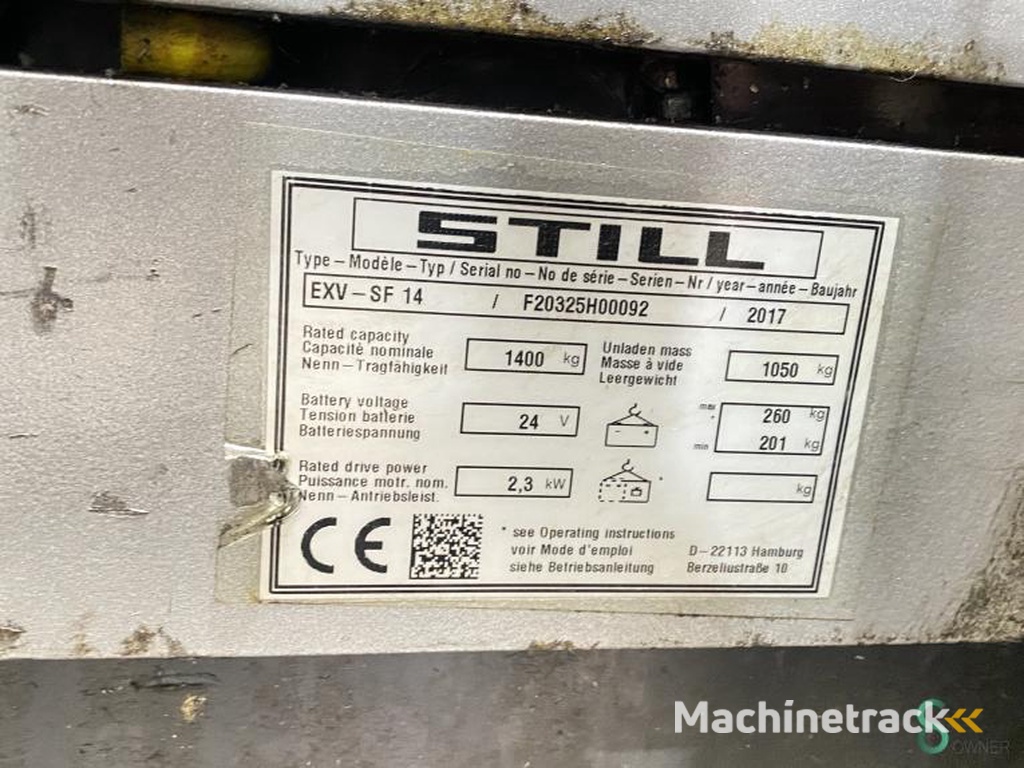 STILL
Type – Modèle – Typ / Serial no – No de série – Serien – Nr / year – année – Baujahr
EXV – SF 14 / F20325H00092 / 2017
Rated capacity
Capacité nominale
Nenn – Tragfähigkeit
1400 kg
Unladen mass
Masse à vide
Leergewicht
1050 kg
Battery voltage
Tension batterie
Batteriespannung
24 V
max 260 kg
*
min 201 kg
Rated drive power
Puissance motr. nom.
Nenn – Antriebsleist.
2,3 kW
* kg
CE
* see Operating instructions
voir Mode d'emploi
siehe Betriebsanleitung
D – 22113 Hamburg
Berzeliustraße 10
Machinetrack
OWNER